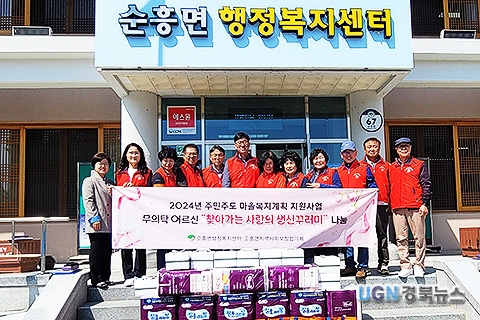 순흥면 행정복지센터
에스원
SECOM
67
2024년 주민주도 마을복지계획 지원사업
무의탁 어르신 "찾아가는 사랑의 생신꾸러미" 나눔
순흥면행정복지센터·순흥면지역사회보장협의체
UGN경북뉴스